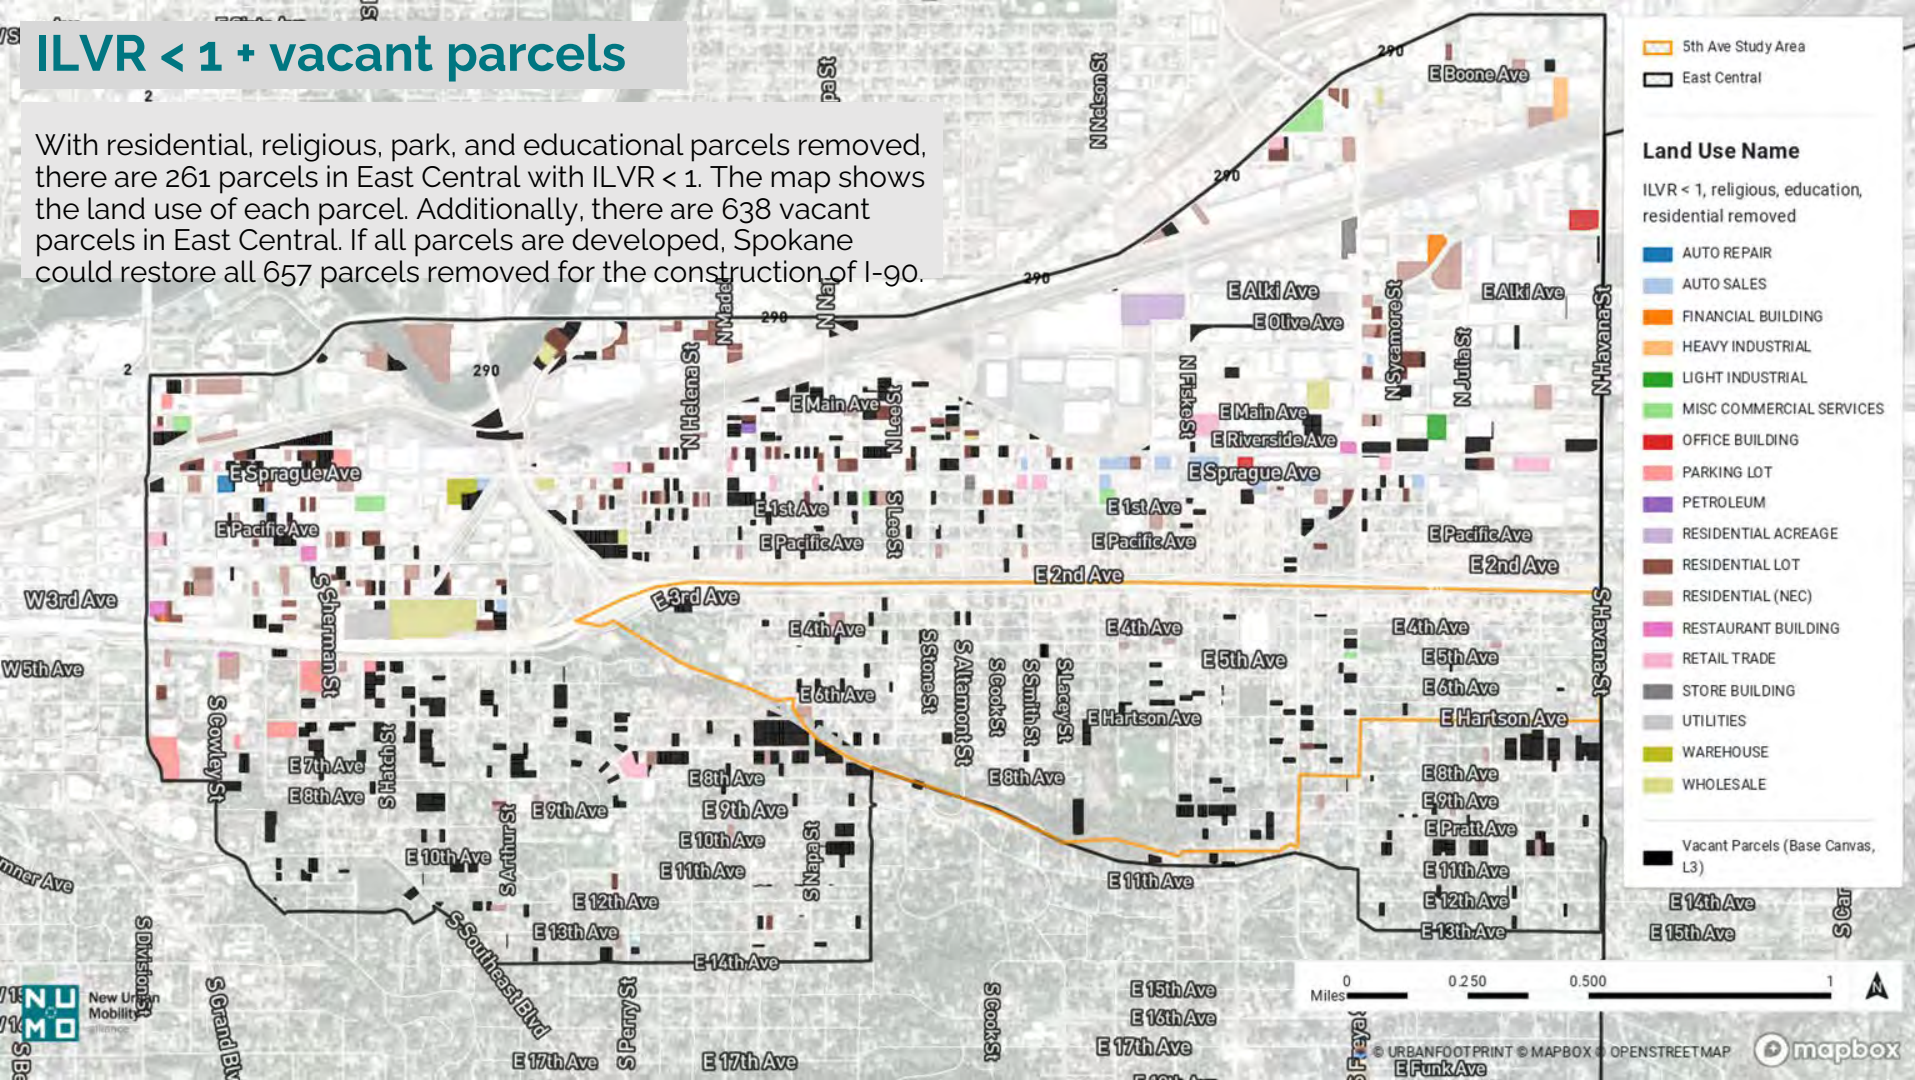 ILVR < 1 + vacant parcels
With residential, religious, park, and educational parcels removed,
there are 261 parcels in East Central with ILVR < 1. The map shows
the land use of each parcel. Additionally, there are 638 vacant
parcels in East Central. If all parcels are developed, Spokane
could restore all 657 parcels removed for the construction of I-90.
5th Ave Study Area
East Central
Land Use Name
ILVR < 1, religious, education,
residential removed
AUTO REPAIR
AUTO SALES
FINANCIAL BUILDING
HEAVY INDUSTRIAL
LIGHT INDUSTRIAL
MISC COMMERCIAL SERVICES
OFFICE BUILDING
PARKING LOT
PETROLEUM
RESIDENTIAL ACREAGE
RESIDENTIAL LOT
RESIDENTIAL (NEC)
RESTAURANT BUILDING
RETAIL TRADE
STORE BUILDING
UTILITIES
WAREHOUSE
WHOLESALE
Vacant Parcels (Base Canvas,
L3)
2
2
290
290
290
290
290
N Nelson St
E Boone Ave
E Alki Ave
E Alki Ave
E Olive Ave
N Helena St
N Fiske St
N Sycamore St
N Julia St
N Havana St
E Main Ave
N Lee St
E Main Ave
E Riverside Ave
E Sprague Ave
E Sprague Ave
E 1st Ave
S Lee St
E 1st Ave
E Pacific Ave
E Pacific Ave
E Pacific Ave
E Pacific Ave
E 2nd Ave
E 2nd Ave
W 3rd Ave
S Sherman St
E 3rd Ave
E 4th Ave
E 4th Ave
E 4th Ave
S Havana St
W 5th Ave
S Stone St
S Altamont St
S Cook St
S Smith St
S Lacey St
E 5th Ave
E 5th Ave
E 6th Ave
E 6th Ave
S Cowley St
S Hatch St
E Hartson Ave
E Hartson Ave
E 7th Ave
E 8th Ave
E 8th Ave
E 8th Ave
E 8th Ave
E 9th Ave
E 9th Ave
E 9th Ave
S Arthur St
S Napa St
E 10th Ave
E 10th Ave
E Pratt Ave
E 11th Ave
E 11th Ave
E 11th Ave
E 12th Ave
E 12th Ave
E 13th Ave
E 13th Ave
E 14th Ave
E 14th Ave
E 15th Ave
S Division St
S Southeast Blvd
S Perry St
S Cook St
E 15th Ave
E 16th Ave
E 17th Ave
E 17th Ave
E 17th Ave
E Funk Ave
NU
MO
New Urban
Mobility
alliance
0 0.250 0.500 1
Miles
N
© URBANFOOTPRINT © MAPBOX © OPENSTREETMAP
mapbox